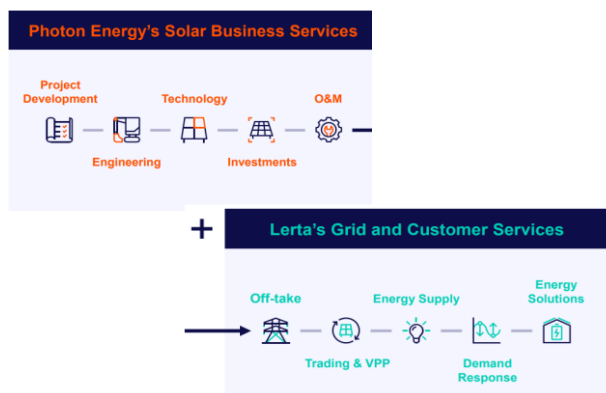 Photon Energy's Solar Business Services
Project
Development
Technology
O&M
Engineering
Investments
+
Lerta's Grid and Customer Services
Off-take
Energy Supply
Energy
Solutions
Trading & VPP
Demand
Response